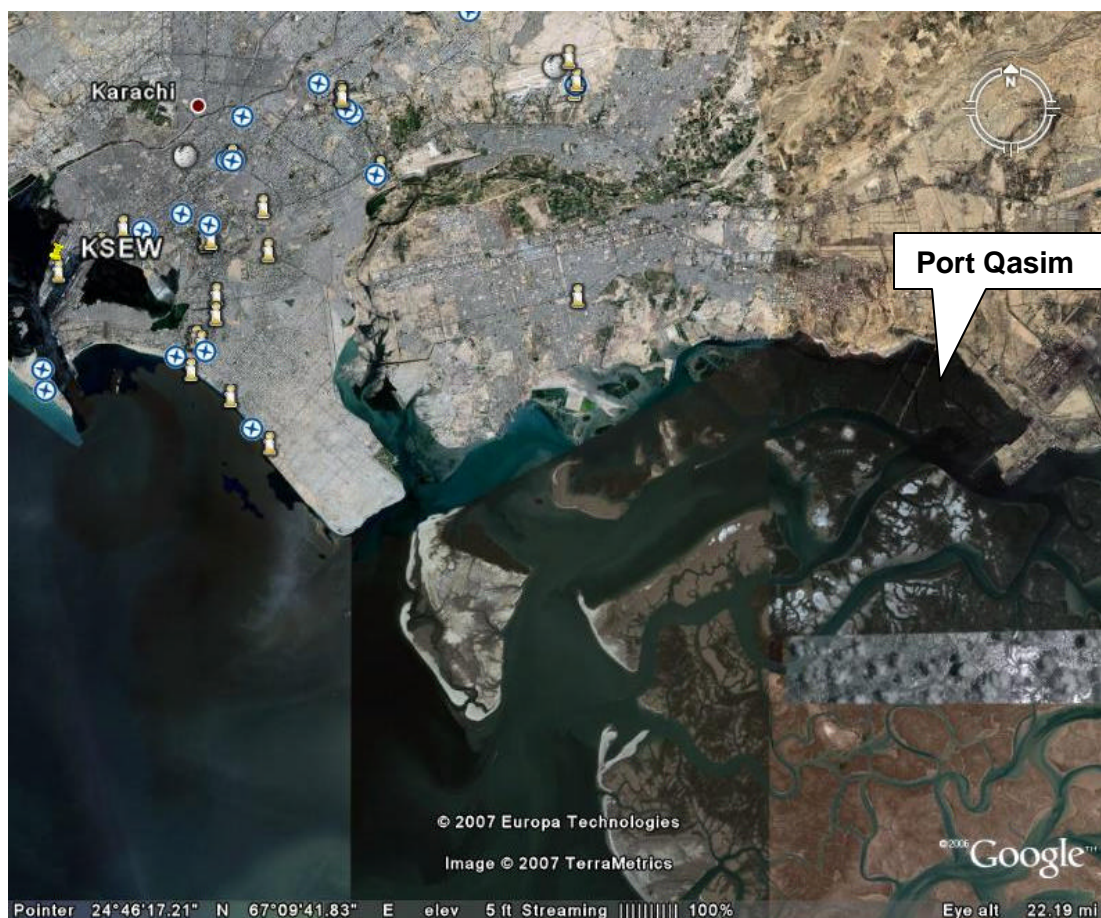 Karachi
N
KSEW
Port Qasim
© 2007 Europa Technologies
Image © 2007 TerraMetrics
©2006 Google™
Pointer 24°46'17.21" N 67°09'41.83" E elev 5 ft Streaming |||||||||| 100% Eye alt 22.19 mi